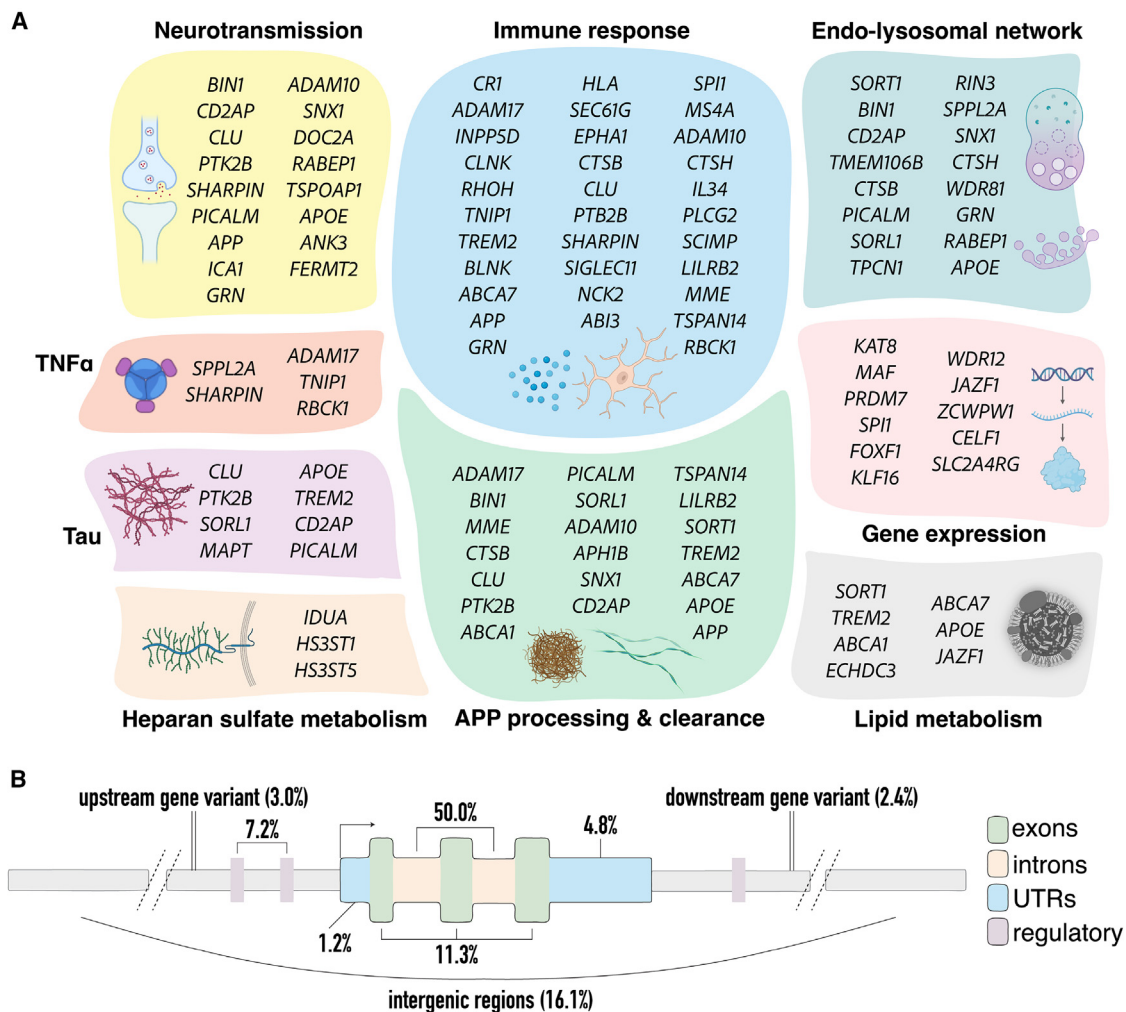 A
Neurotransmission
BIN1 ADAM10
CD2AP SNX1
CLU DOC2A
PTK2B RABEP1
SHARPIN TSPOAP1
PICALM APOE
APP ANK3
ICA1 FERMT2
GRN
Immune response
CR1 HLA SPI1
ADAM17 SEC61G MS4A
INPP5D EPHA1 ADAM10
CLNK CTSB CTSH
RHOH CLU IL34
TNIP1 PTB2B PLCG2
TREM2 SHARPIN SCIMP
BLNK SIGLEC11 LILRB2
ABCA7 NCK2 MME
APP ABI3 TSPAN14
GRN RBCK1
Endo-lysosomal network
SORT1 RIN3
BIN1 SPPL2A
CD2AP SNX1
TMEM106B CTSH
CTSB WDR81
PICALM GRN
SORL1 RABEP1
TPCN1 APOE
TNFα
SPPL2A
SHARPIN
ADAM17
TNIP1
RBCK1
KAT8
MAF
PRDM7
SPI1
FOXF1
KLF16
WDR12
JAZF1
ZCWPW1
CELF1
SLC2A4RG
Gene expression
Tau
CLU APOE
PTK2B TREM2
SORL1 CD2AP
MAPT PICALM
ADAM17 PICALM TSPAN14
BIN1 SORL1 LILRB2
MME ADAM10 SORT1
CTSB APH1B TREM2
CLU SNX1 ABCA7
PTK2B CD2AP APOE
ABCA1 APP
APP processing & clearance
IDUA
HS3ST1
HS3ST5
Heparan sulfate metabolism
SORT1
TREM2
ABCA1
ECHDC3
ABCA7
APOE
JAZF1
Lipid metabolism
B
upstream gene variant (3.0%)
7.2%
50.0%
4.8%
downstream gene variant (2.4%)
1.2%
11.3%
intergenic regions (16.1%)
exons
introns
UTRs
regulatory